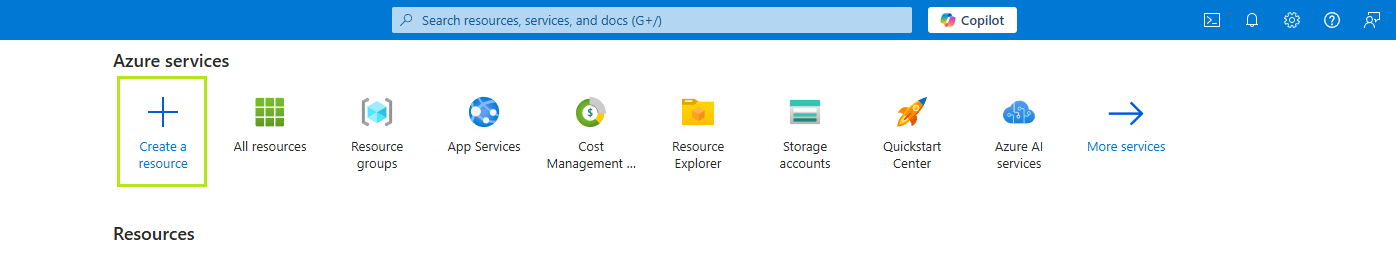 Search resources, services, and docs (G+/)
Copilot
Azure services
Create a
resource
All resources
Resource
groups
App Services
Cost
Management ...
Resource
Explorer
Storage
accounts
Quickstart
Center
Azure AI
services
More services
Resources